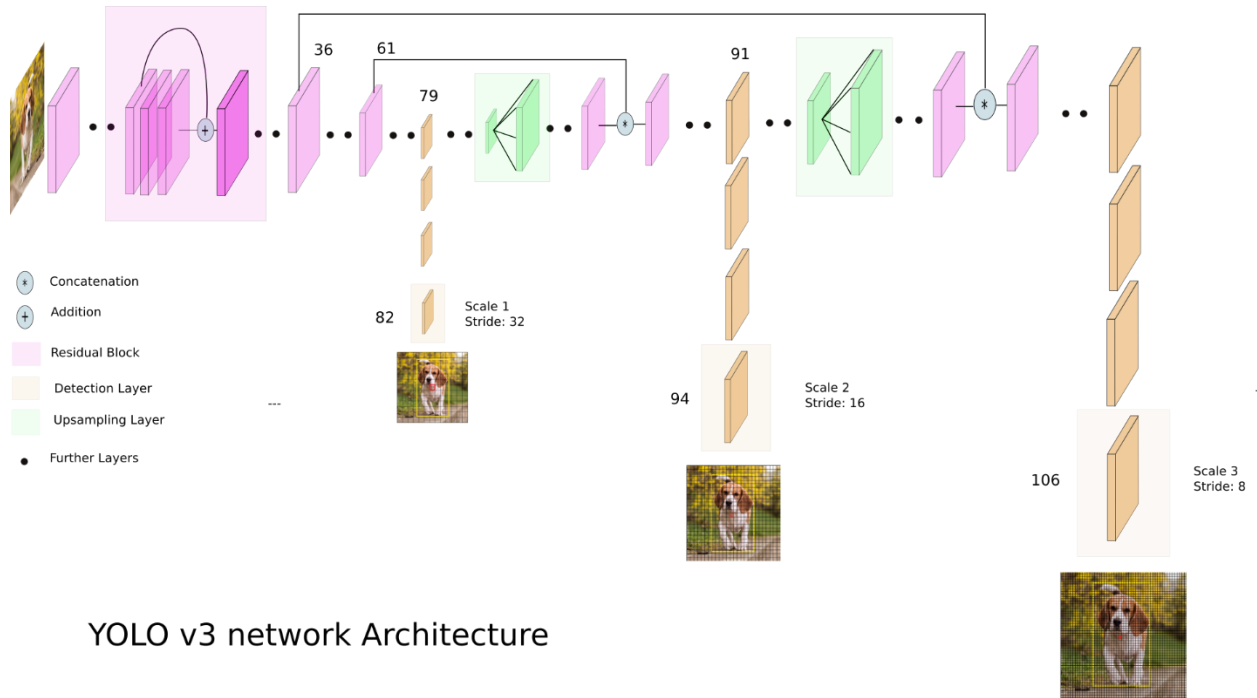 36
61
91
79
*
+
*
* Concatenation
+ Addition
Residual Block
Detection Layer
Upsampling Layer
Further Layers
---
82
Scale 1
Stride: 32
94
Scale 2
Stride: 16
106
Scale 3
Stride: 8
YOLO v3 network Architecture